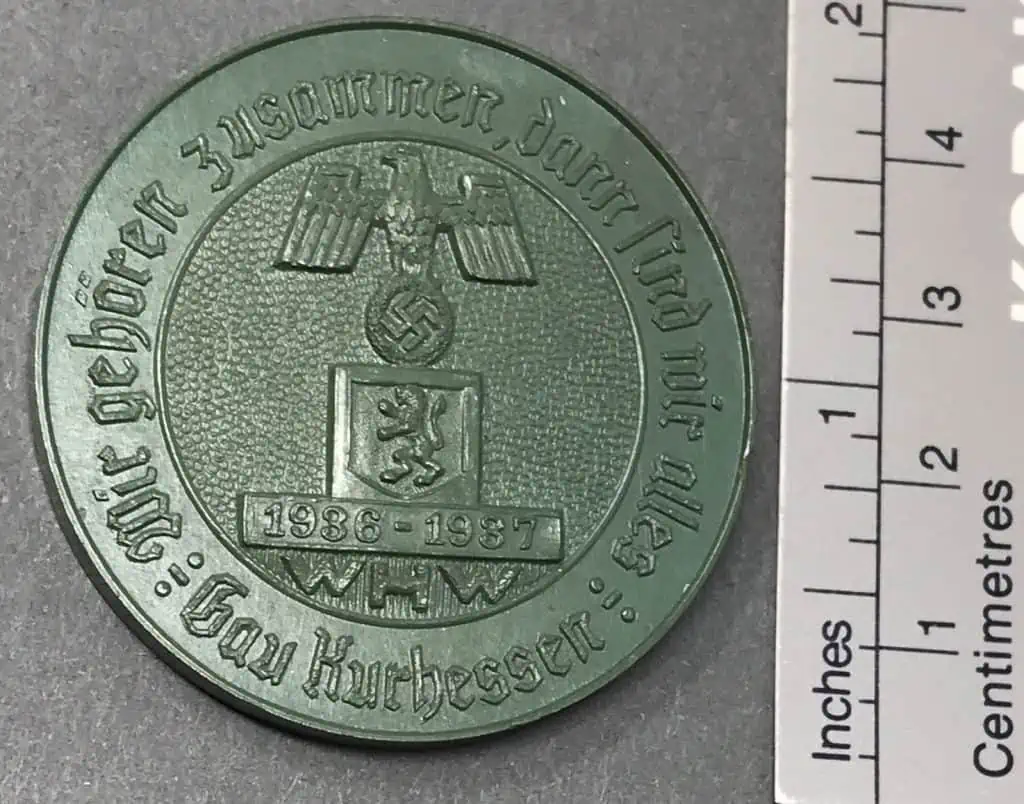 Wir gehören zusammen, dann sind wir alles
Gau Kurhessen
1936-1937
WHW
2
1
Inches
4
3
2
1
Centimetres